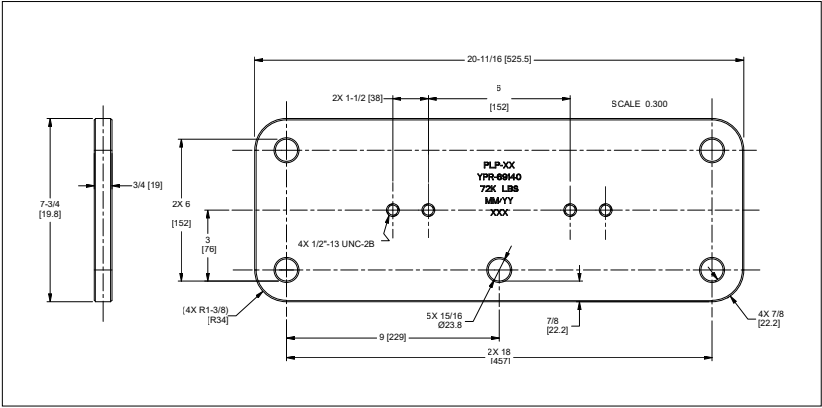 20-11/16 [525.5]
2X 1-1/2 [38]
6
[152]
SCALE 0.300
PLP-XX
YPR-69140
72K LBS
MM/YY
XXX
3/4 [19]
7-3/4
[19.8]
2X 6
[152]
3
[76]
4X 1/2"-13 UNC-2B
(4X R1-3/8)
[R34]
5X 15/16
Ø23.8
7/8
[22.2]
4X 7/8
[22.2]
9 [229]
2X 18
[457]